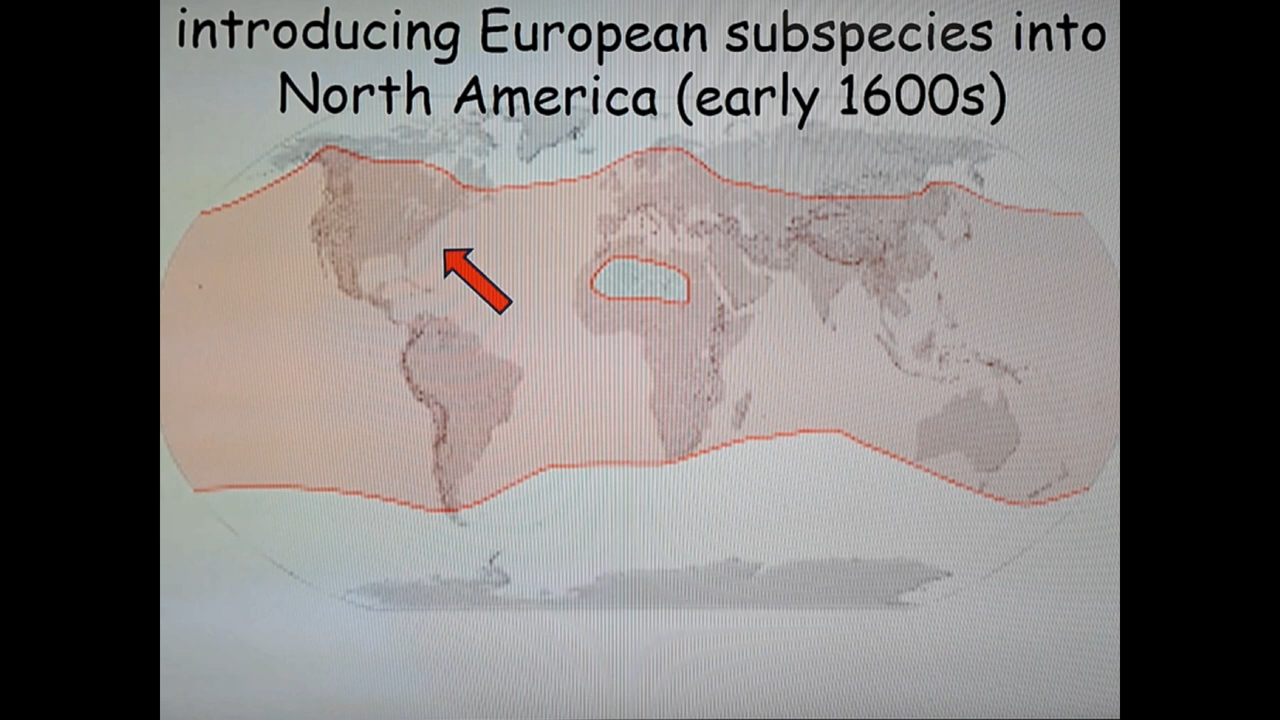 introducing European subspecies into
North America (early 1600s)